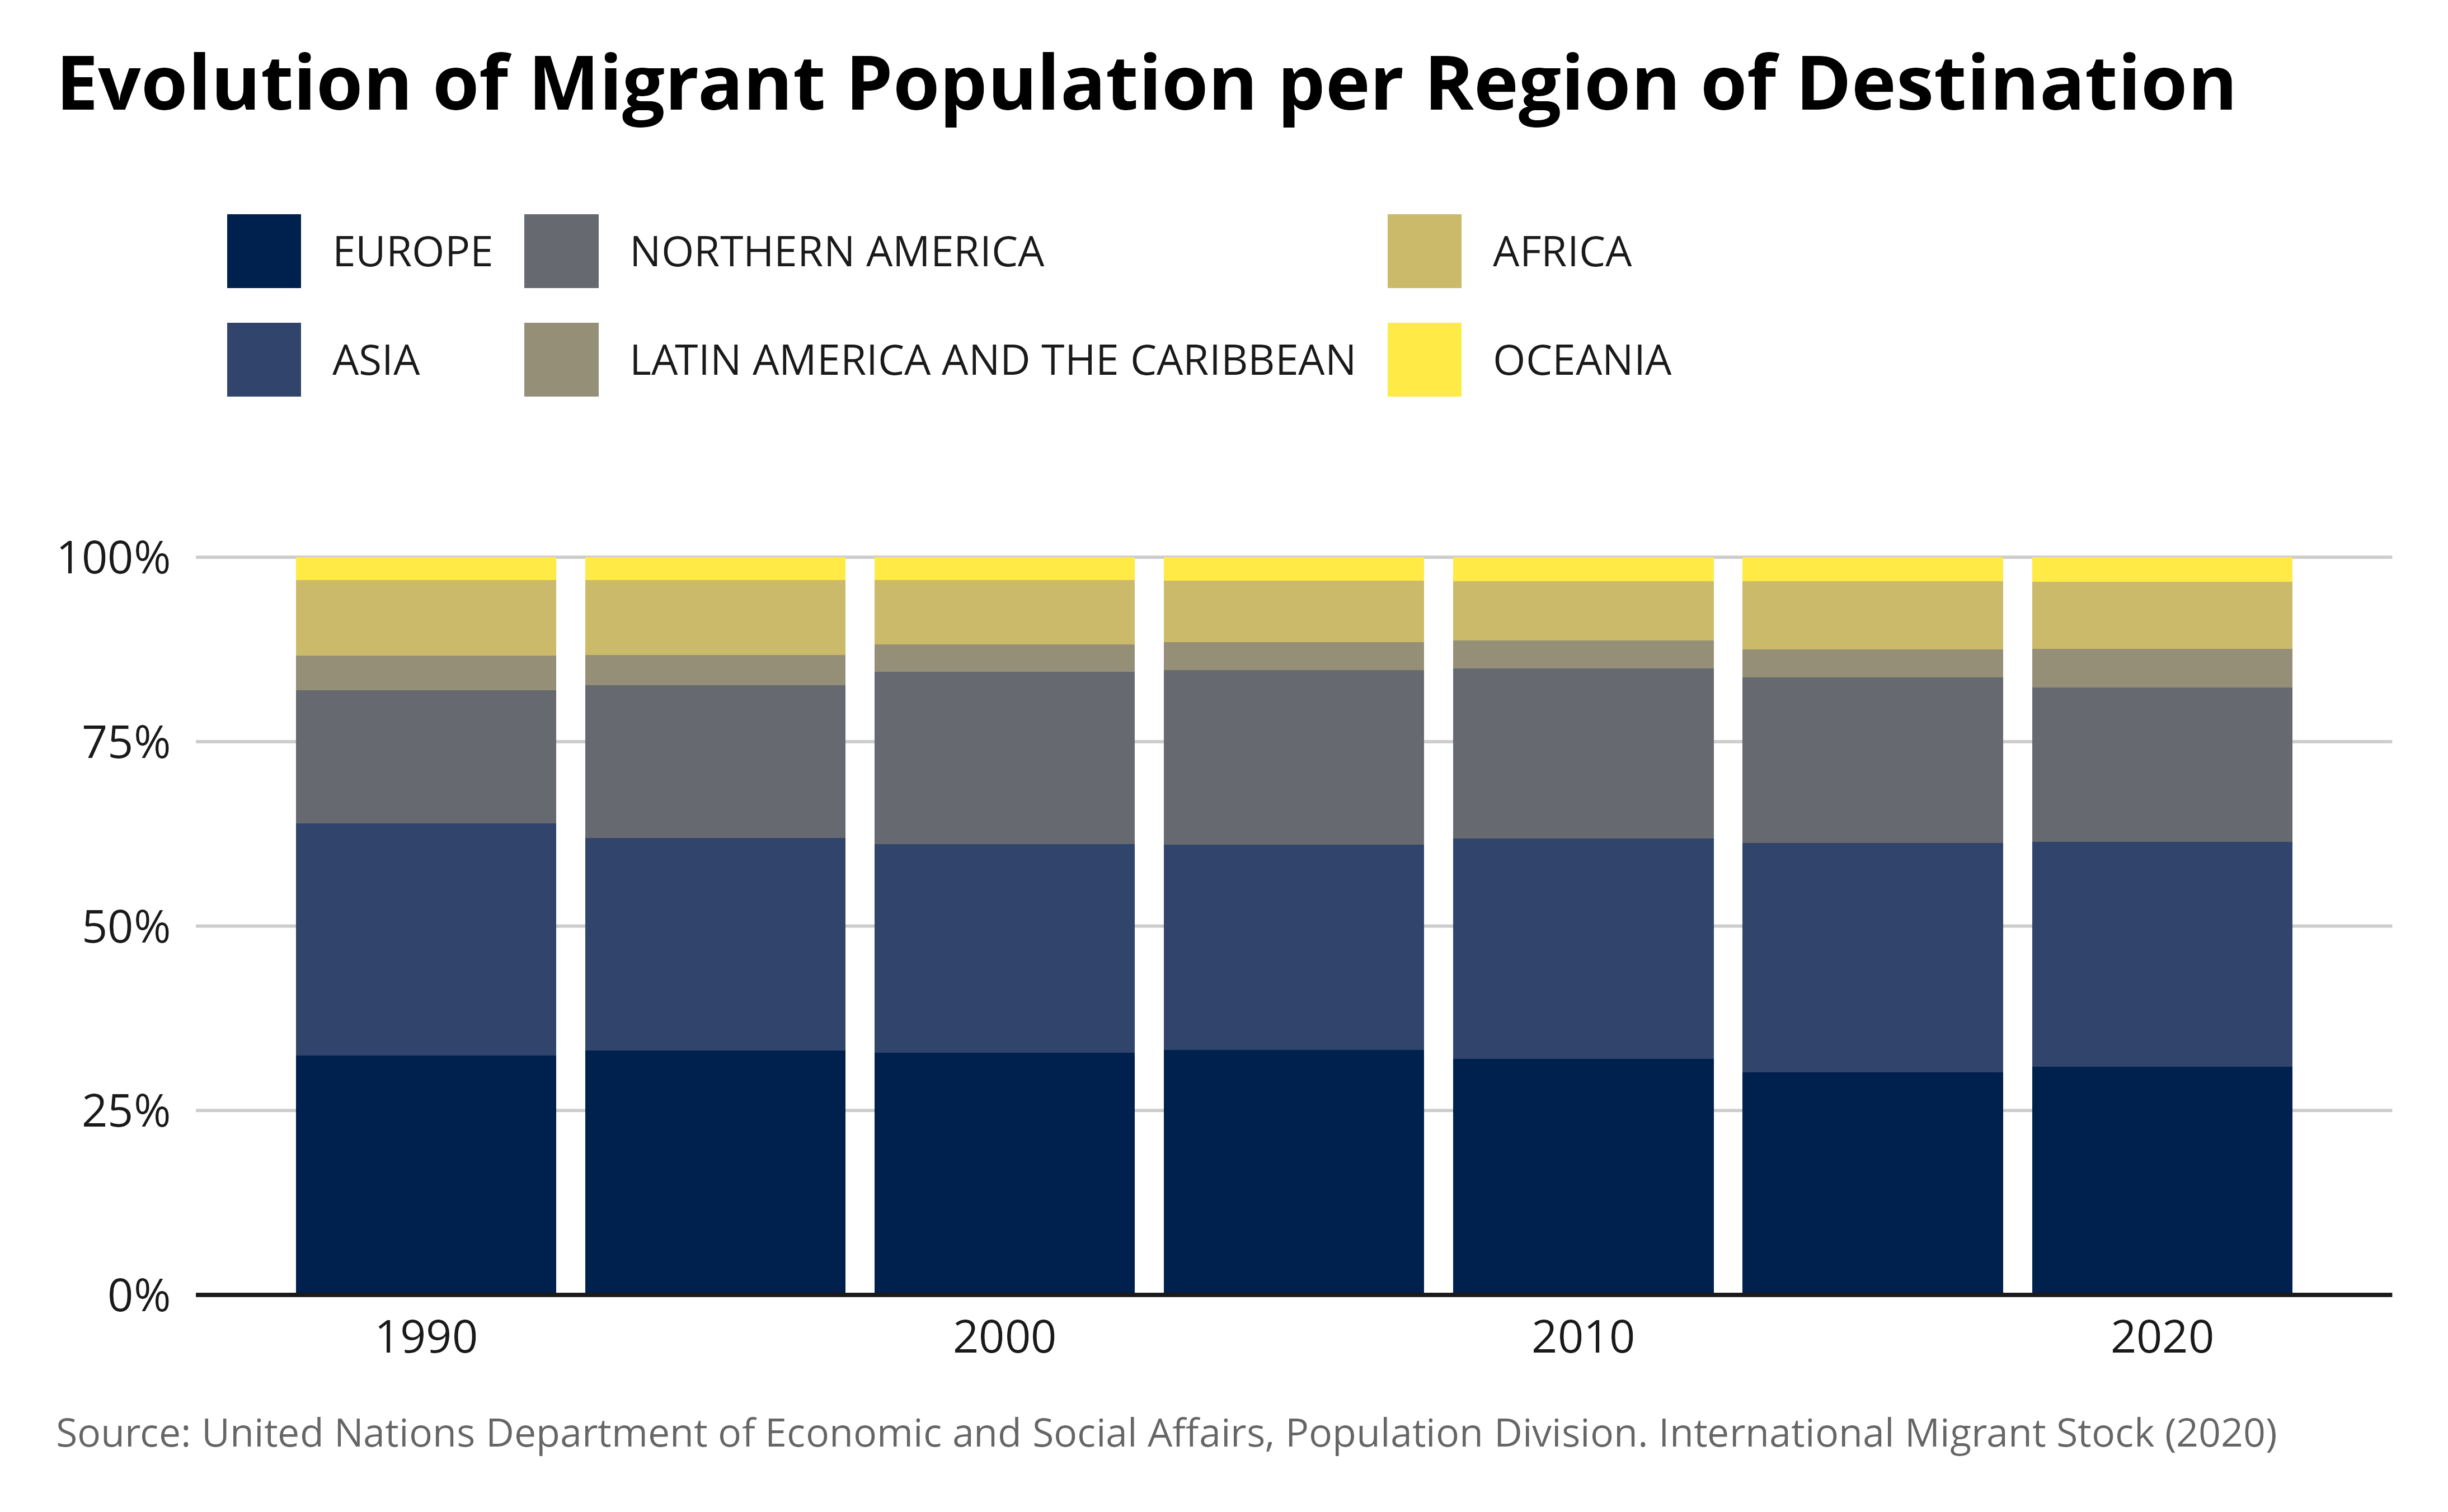 Evolution of Migrant Population per Region of Destination
EUROPE NORTHERN AMERICA AFRICA
ASIA LATIN AMERICA AND THE CARIBBEAN OCEANIA
100%
75%
50%
25%
0%
1990 2000 2010 2020
Source: United Nations Department of Economic and Social Affairs, Population Division. International Migrant Stock (2020)